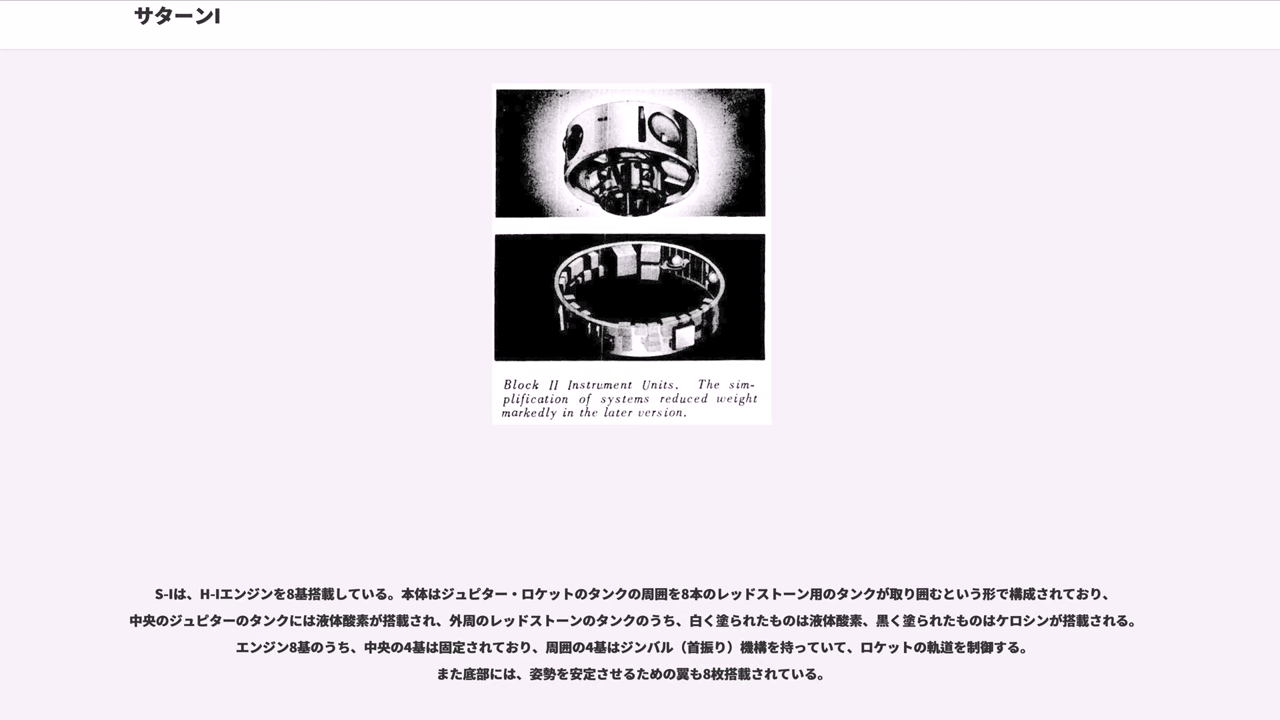 サターンI
Block II Instrument Units. The sim-
plification of systems reduced weight
markedly in the later version.
S-Iは、H-Iエンジンを8基搭載している。本体はジュピター・ロケットのタンクの周囲を8本のレッドストーン用のタンクが取り囲むという形で構成されており、
中央のジュピターのタンクには液体酸素が搭載され、外周のレッドストーンのタンクのうち、白く塗られたものは液体酸素、黒く塗られたものはケロシンが搭載される。
エンジン8基のうち、中央の4基は固定されており、周囲の4基はジンバル（首振り）機構を持っていて、ロケットの軌道を制御する。
また底部には、姿勢を安定させるための翼も8枚搭載されている。